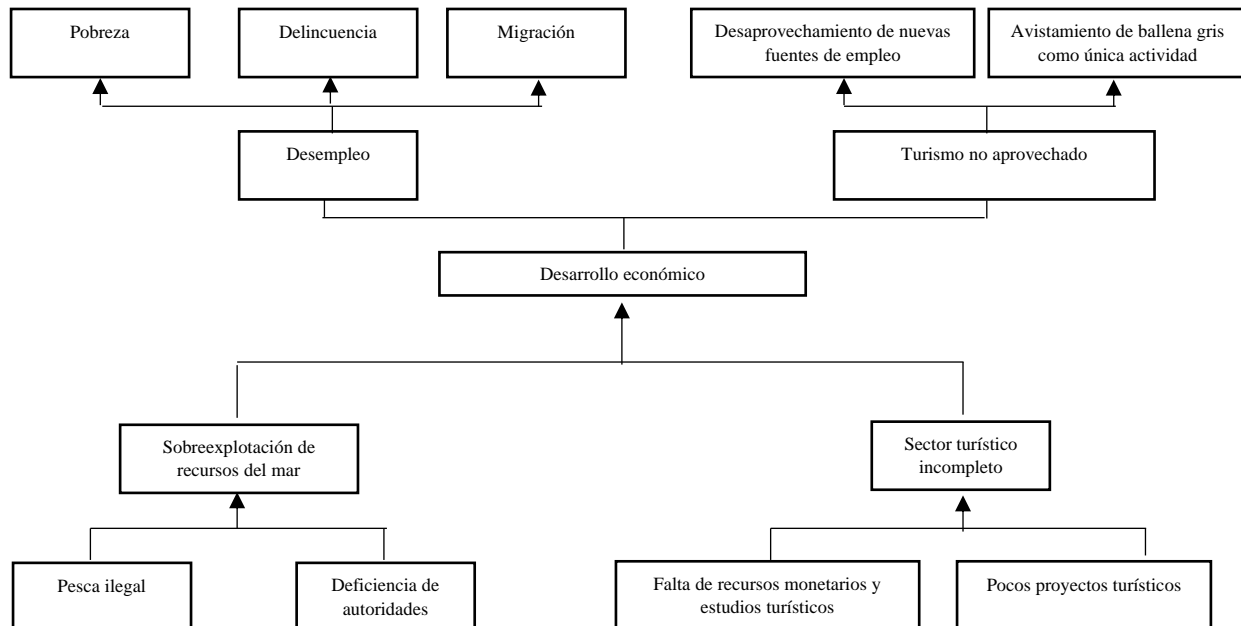 Pobreza
Delincuencia
Migración
Desaprovechamiento de nuevas
fuentes de empleo
Avistamiento de ballena gris
como única actividad
Desempleo
Turismo no aprovechado
Desarrollo económico
Sobreexplotación de
recursos del mar
Sector turístico
incompleto
Pesca ilegal
Deficiencia de
autoridades
Falta de recursos monetarios y
estudios turísticos
Pocos proyectos turísticos